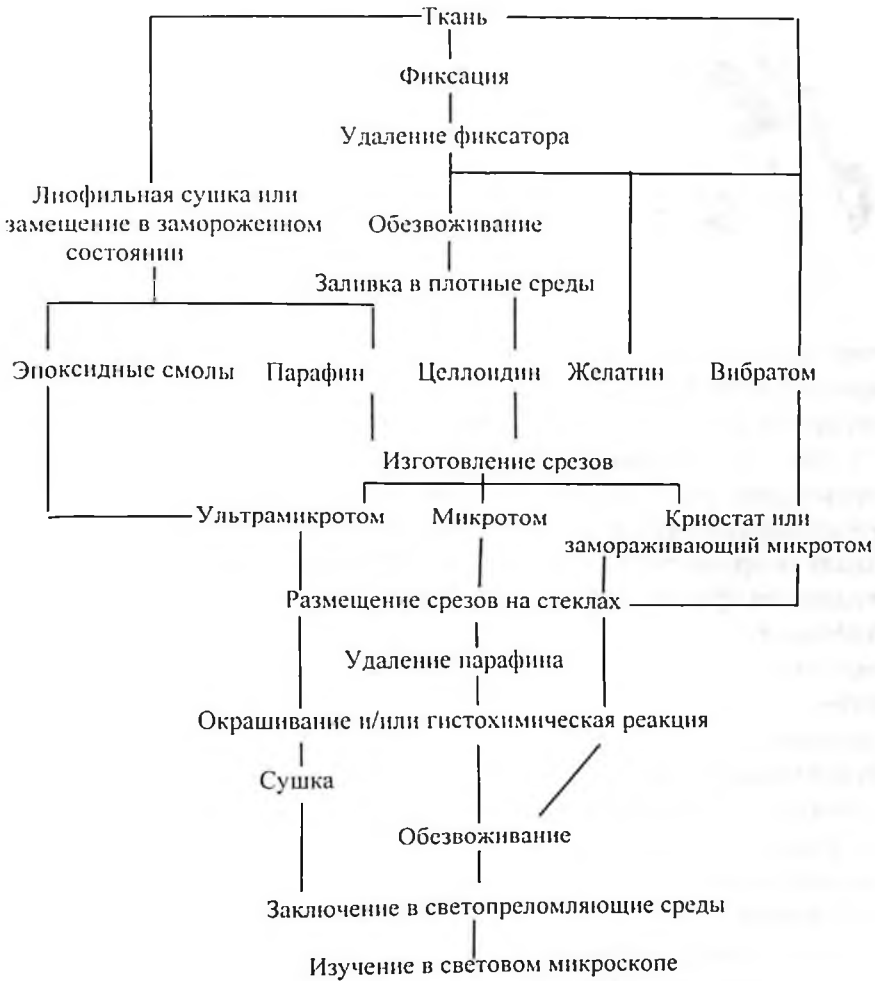 Ткань
Фиксация
Удаление фиксатора
Лиофильная сушка или
замещение в замороженном
состоянии
Обезвоживание
Заливка в плотные среды
Эпоксидные смолы Парафин Целлоидин Желатин Вибратом
Изготовление срезов
Ультрамикротом Микротом Криостат или
замораживающий микротом
Размещение срезов на стеклах
Удаление парафина
Окрашивание и/или гистохимическая реакция
Сушка
Обезвоживание
Заключение в светопреломляющие среды
Изучение в световом микроскопе